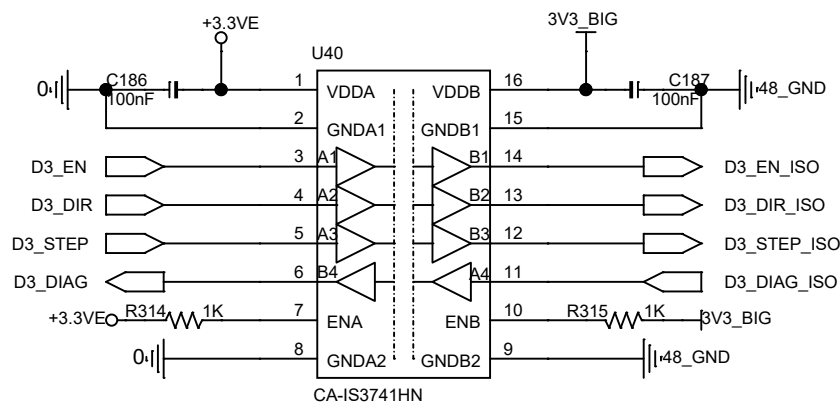 +3.3VE
3V3_BIG
U40
C186
100nF
0
1
VDDA
VDDB
16
C187
100nF
48_GND
2
GNDA1
GNDB1
15
D3_EN
3
A1
B1
14
D3_EN_ISO
D3_DIR
4
A2
B2
13
D3_DIR_ISO
D3_STEP
5
A3
B3
12
D3_STEP_ISO
D3_DIAG
6
B4
A4
11
D3_DIAG_ISO
+3.3VE
R314
1K
7
ENA
ENB
10
R315
1K
3V3_BIG
0
8
GNDA2
GNDB2
9
48_GND
CA-IS3741HN